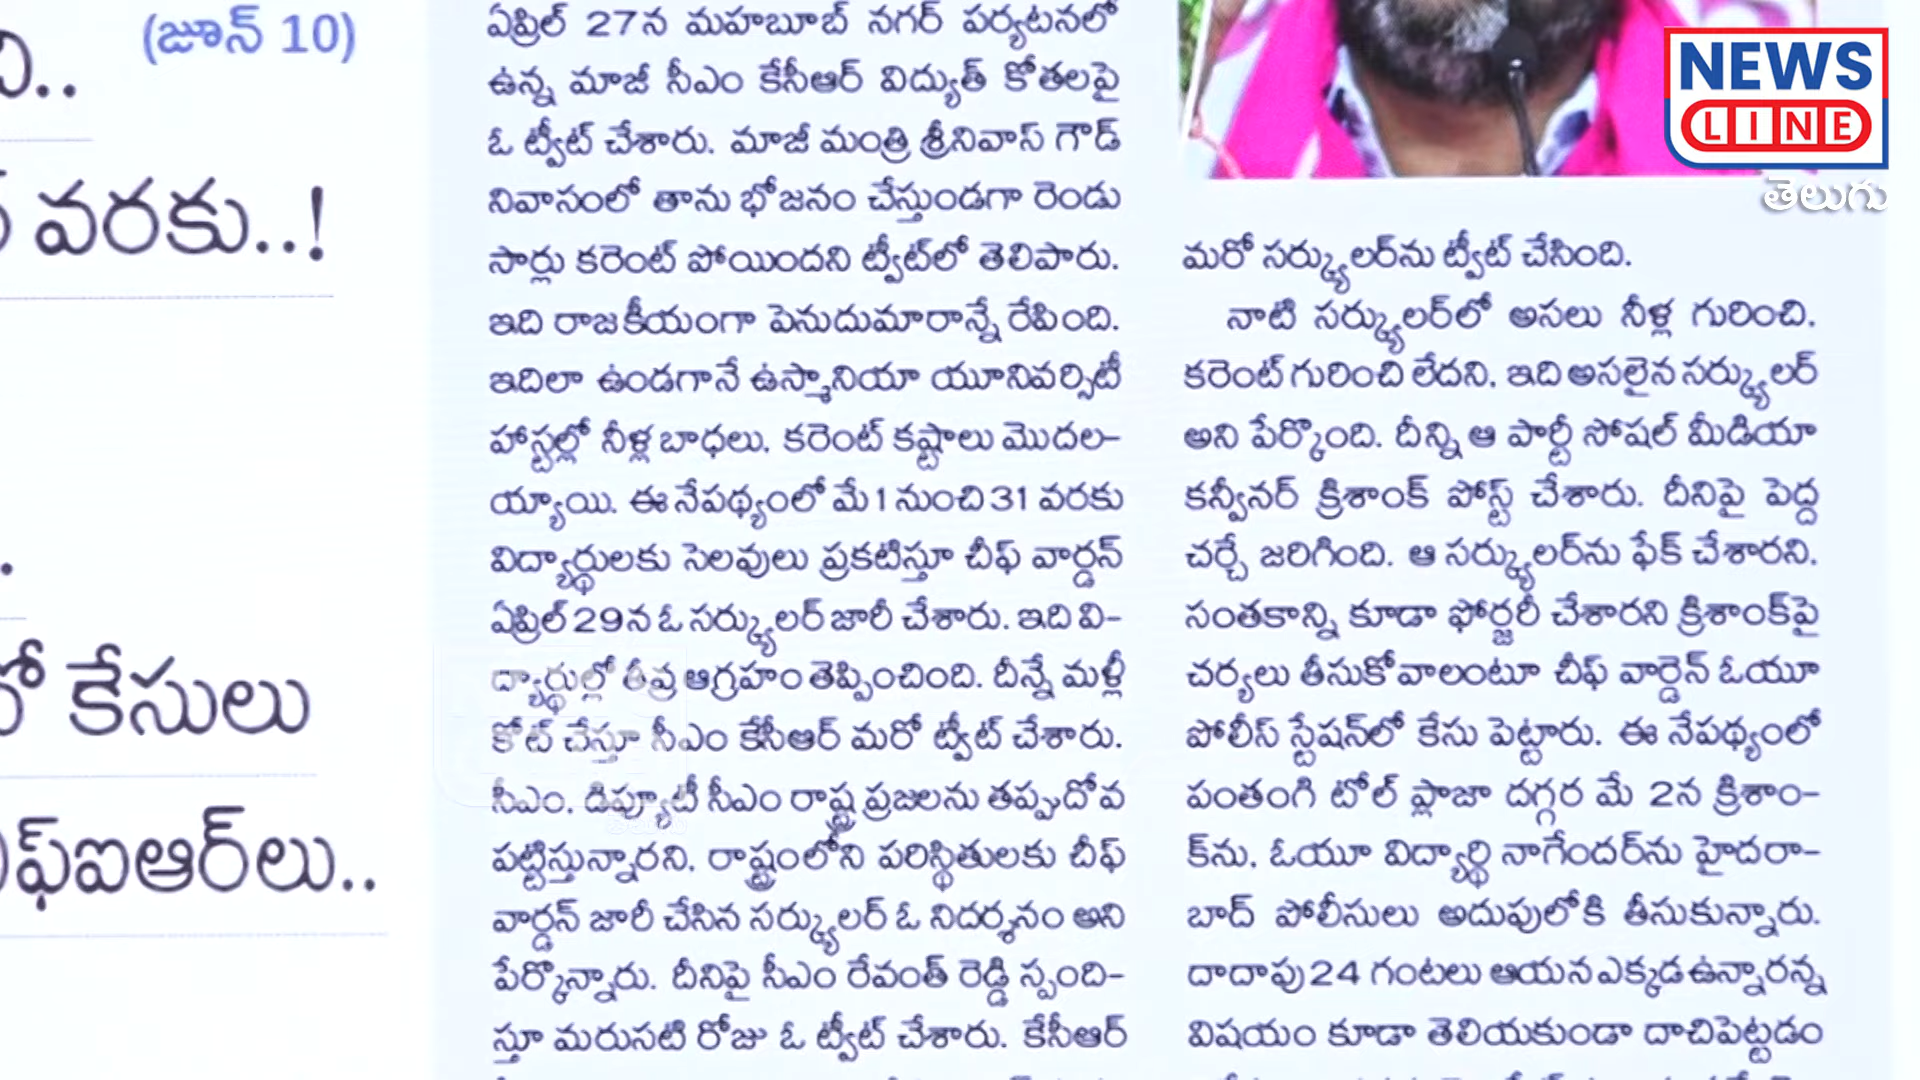 (జూన్ 10)
వరకు..!
కేసులు
ఫ్ఐఆర్‌లు..
ఏప్రిల్ 27న మహబూబ్ నగర్ పర్యటనలో
ఉన్న మాజీ సీఎం కేసీఆర్ విద్యుత్ కోతలపై
ఓ ట్వీట్ చేశారు. మాజీ మంత్రి శ్రీనివాస్ గౌడ్
నివాసంలో తాను భోజనం చేస్తుండగా రెండు
సార్లు కరెంట్ పోయిందని ట్వీట్‌లో తెలిపారు.
ఇది రాజకీయంగా పెనుదుమారాన్నే రేపింది.
ఇదిలా ఉండగానే ఉస్మానియా యూనివర్సిటీ
హాస్టల్లో నీళ్ల బాధలు, కరెంట్ కష్టాలు మొదల-
య్యాయి. ఈ నేపథ్యంలో మే 1 నుంచి 31 వరకు
విద్యార్థులకు సెలవులు ప్రకటిస్తూ చీఫ్ వార్డన్
ఏప్రిల్ 29న ఓ సర్క్యులర్ జారీ చేశారు. ఇది వి-
ద్యార్థుల్లో తీవ్ర ఆగ్రహం తెప్పించింది. దీన్నే మళ్లీ
కోట్ చేస్తూ సీఎం కేసీఆర్ మరో ట్వీట్ చేశారు.
సీఎం, డిప్యూటీ సీఎం రాష్ట్ర ప్రజలను తప్పుదోవ
పట్టిస్తున్నారని, రాష్ట్రంలోని పరిస్థితులకు చీఫ్
వార్డన్ జారీ చేసిన సర్క్యులర్ ఓ నిదర్శనం అని
పేర్కొన్నారు. దీనిపై సీఎం రేవంత్ రెడ్డి స్పంది-
స్తూ మరుసటి రోజు ఓ ట్వీట్ చేశారు. కేసీఆర్
మరో సర్క్యులర్‌ను ట్వీట్ చేసింది.
నాటి సర్క్యులర్‌లో అసలు నీళ్ల గురించి,
కరెంట్ గురించి లేదని, ఇది అసలైన సర్క్యులర్
అని పేర్కొంది. దీన్ని ఆ పార్టీ సోషల్ మీడియా
కన్వీనర్ క్రిశాంక్ పోస్ట్ చేశారు. దీనిపై పెద్ద
చర్చే జరిగింది. ఆ సర్క్యులర్‌ను ఫేక్ చేశారని,
సంతకాన్ని కూడా ఫోర్జరీ చేశారని క్రిశాంక్‌పై
చర్యలు తీసుకోవాలంటూ చీఫ్ వార్డెన్ ఓయూ
పోలీస్ స్టేషన్‌లో కేసు పెట్టారు. ఈ నేపథ్యంలో
పంతంగి టోల్ ప్లాజా దగ్గర మే 2న క్రిశాం-
క్‌ను, ఓయూ విద్యార్థి నాగేందర్‌ను హైదరా-
బాద్ పోలీసులు అదుపులోకి తీసుకున్నారు.
దాదాపు 24 గంటలు ఆయన ఎక్కడ ఉన్నారన్న
విషయం కూడా తెలియకుండా దాచిపెట్టడం
NEWS
LINE
తెలుగు